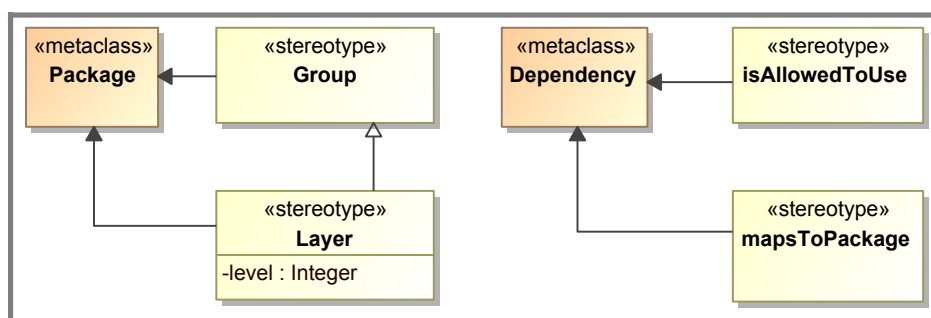 «metaclass»
Package
«stereotype»
Group
«metaclass»
Dependency
«stereotype»
isAllowedToUse
«stereotype»
Layer
-level : Integer
«stereotype»
mapsToPackage